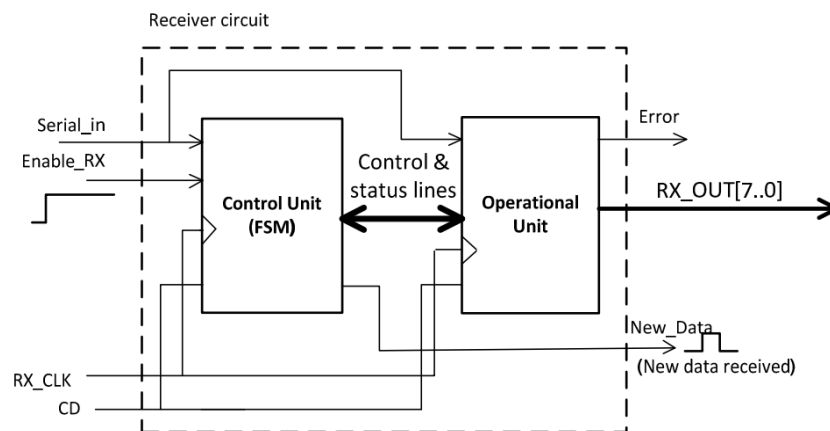 Receiver circuit
Serial_in
Enable_RX
Control Unit
(FSM)
Control &
status lines
Operational
Unit
Error
RX_OUT[7..0]
New_Data
(New data received)
RX_CLK
CD